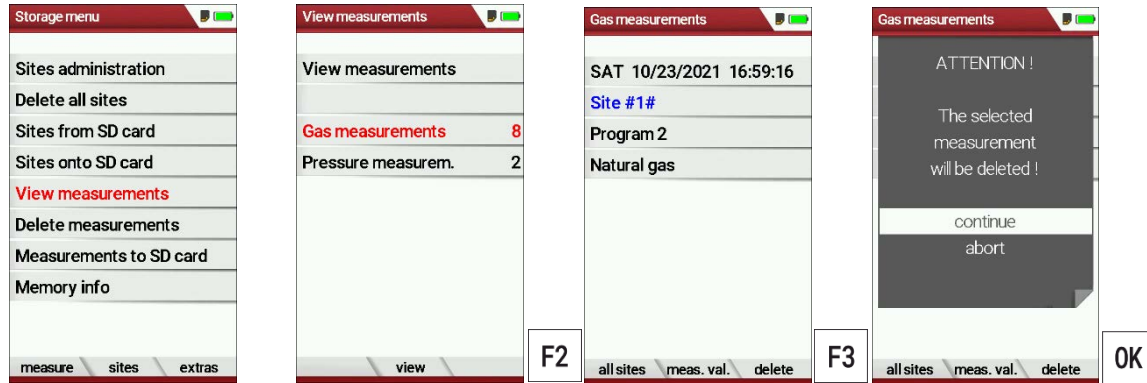 Storage menu
Sites administration
Delete all sites
Sites from SD card
Sites onto SD card
View measurements
Delete measurements
Measurements to SD card
Memory info
measure sites extras
View measurements
View measurements
Gas measurements 8
Pressure measurem. 2
view
F2
Gas measurements
SAT 10/23/2021 16:59:16
Site #1#
Program 2
Natural gas
all sites meas. val. delete
F3
Gas measurements
ATTENTION !
The selected
measurement
will be deleted !
continue
abort
all sites meas. val. delete
OK